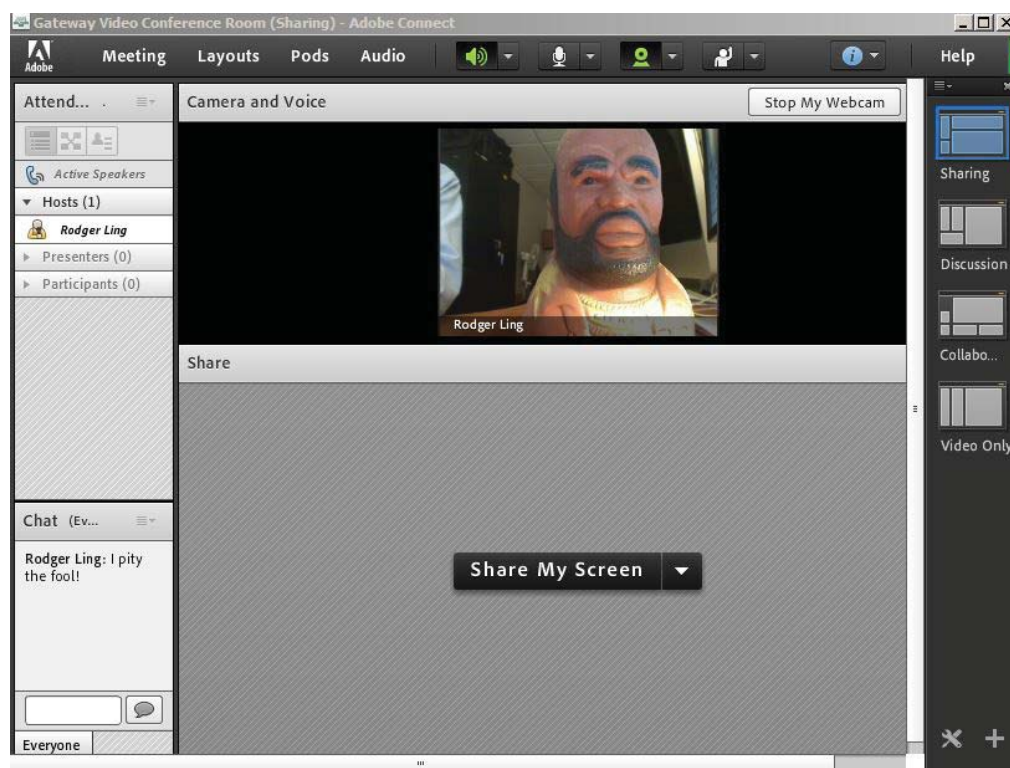 Gateway Video Conference Room (Sharing) - Adobe Connect
Adobe
Meeting Layouts Pods Audio Help
Attend... .
Camera and Voice
Stop My Webcam
Active Speakers
Hosts (1)
Rodger Ling
Presenters (0)
Participants (0)
Rodger Ling
Share
Share My Screen
Chat (Ev...
Rodger Ling: I pity
the fool!
Everyone
Sharing
Discussion
Collabo...
Video Only